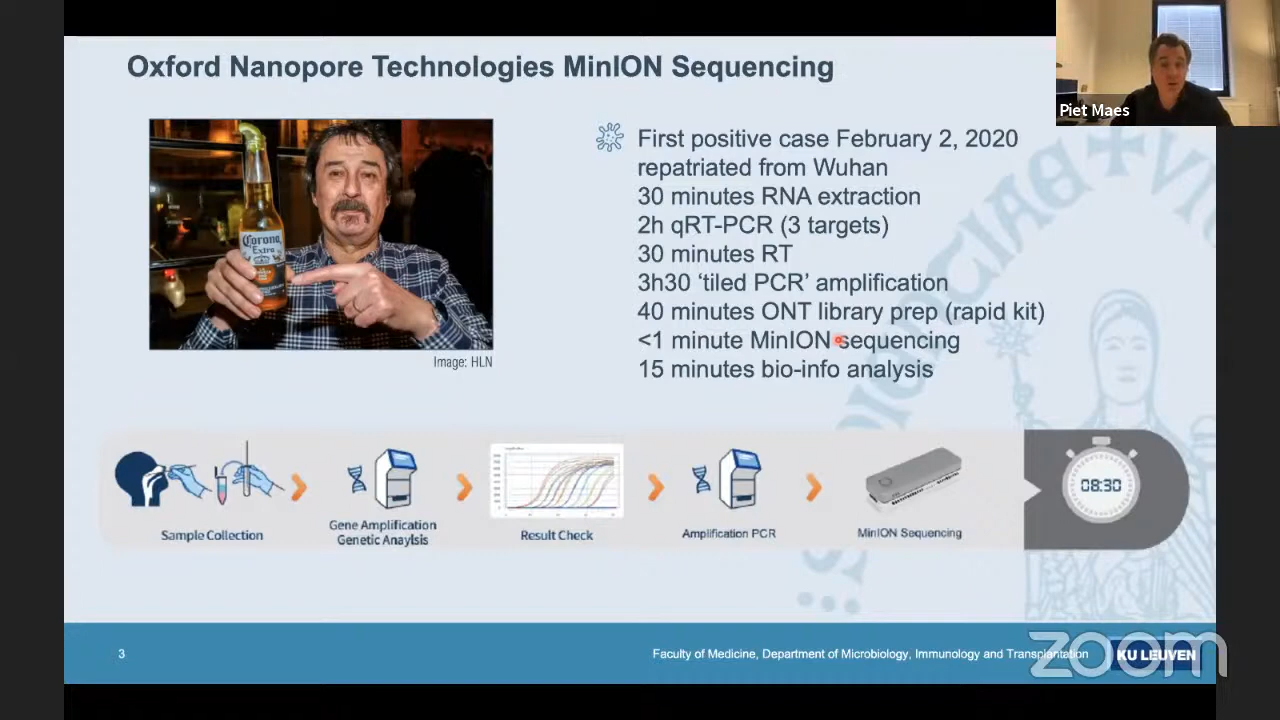 Oxford Nanopore Technologies MinION Sequencing
Piet Maes
First positive case February 2, 2020
repatriated from Wuhan
30 minutes RNA extraction
2h qRT-PCR (3 targets)
30 minutes RT
3h30 ‘tiled PCR’ amplification
40 minutes ONT library prep (rapid kit)
<1 minute MinION sequencing
15 minutes bio-info analysis
Corona
Extra
Image: HLN
Sample Collection
Gene Amplification
Genetic Anaylsis
Result Check
Amplification PCR
MinION Sequencing
08:30
3
Faculty of Medicine, Department of Microbiology, Immunology and Transplantation
KU LEUVEN
zoom